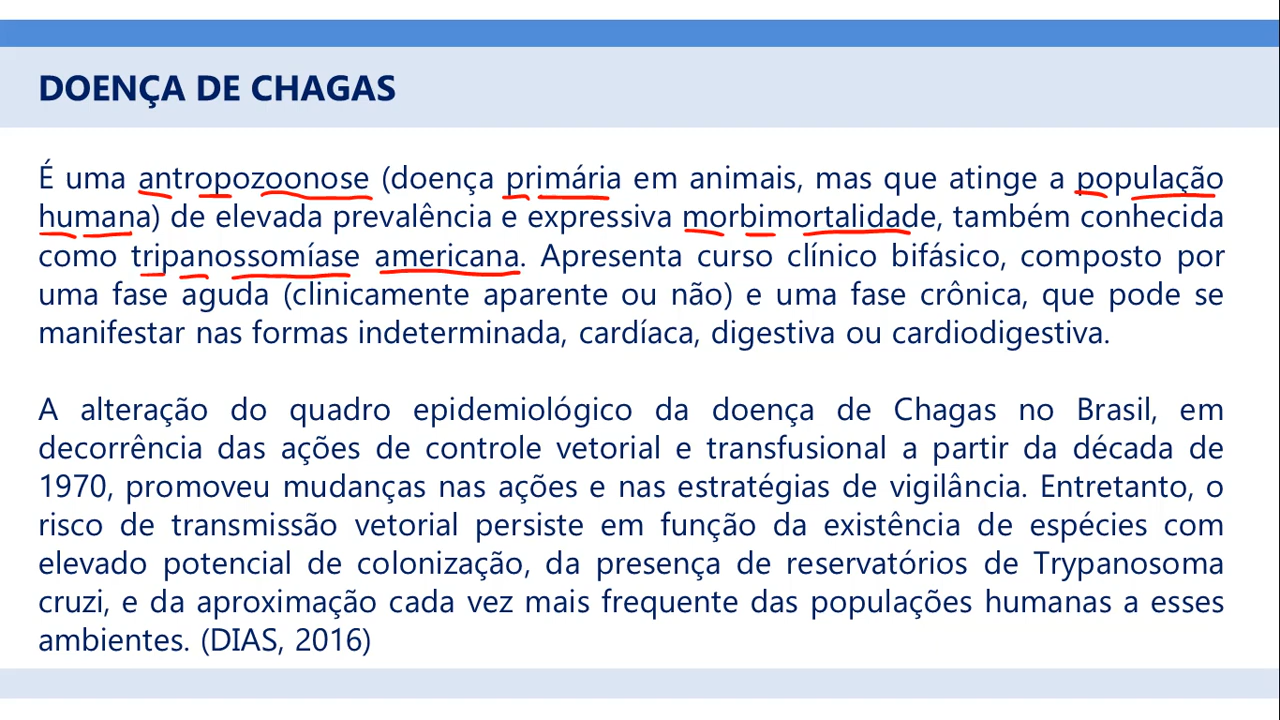 DOENÇA DE CHAGAS
É uma antropozoonose (doença primária em animais, mas que atinge a população
humana) de elevada prevalência e expressiva morbimortalidade, também conhecida
como tripanossomíase americana. Apresenta curso clínico bifásico, composto por
uma fase aguda (clinicamente aparente ou não) e uma fase crônica, que pode se
manifestar nas formas indeterminada, cardíaca, digestiva ou cardiodigestiva.
A alteração do quadro epidemiológico da doença de Chagas no Brasil, em
decorrência das ações de controle vetorial e transfusional a partir da década de
1970, promoveu mudanças nas ações e nas estratégias de vigilância. Entretanto, o
risco de transmissão vetorial persiste em função da existência de espécies com
elevado potencial de colonização, da presença de reservatórios de Trypanosoma
cruzi, e da aproximação cada vez mais frequente das populações humanas a esses
ambientes. (DIAS, 2016)